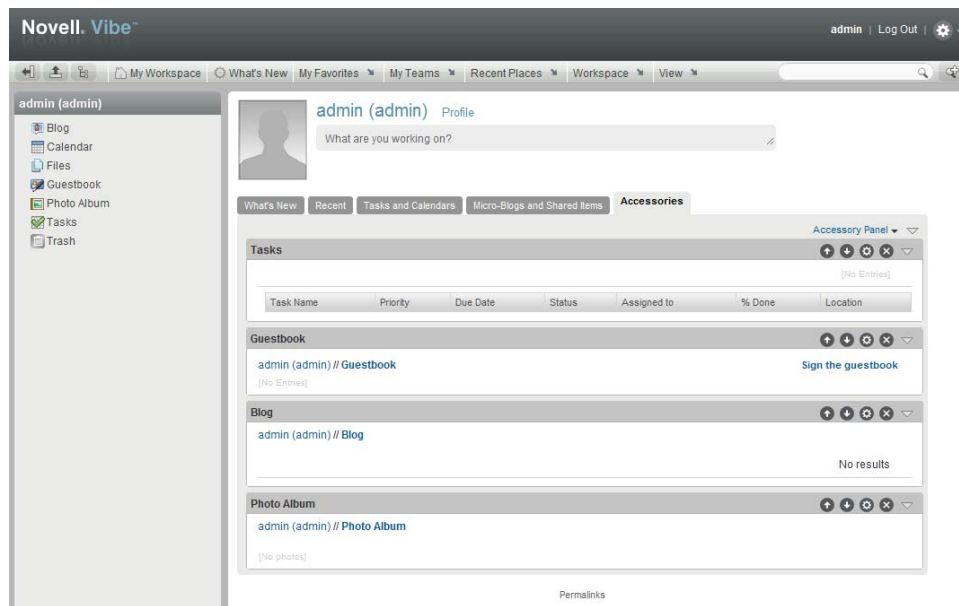 Novell Vibe™
admin | Log Out |
My Workspace What's New My Favorites My Teams Recent Places Workspace View
admin (admin)
Blog
Calendar
Files
Guestbook
Photo Album
Tasks
Trash
admin (admin) Profile
What are you working on?
What's New Recent Tasks and Calendars Micro-Blogs and Shared Items Accessories
Accessory Panel
Tasks
[No Entries]
Task Name Priority Due Date Status Assigned to % Done Location
Guestbook
admin (admin) // Guestbook Sign the guestbook
[No Entries]
Blog
admin (admin) // Blog
No results
Photo Album
admin (admin) // Photo Album
[No photos]
Permalinks